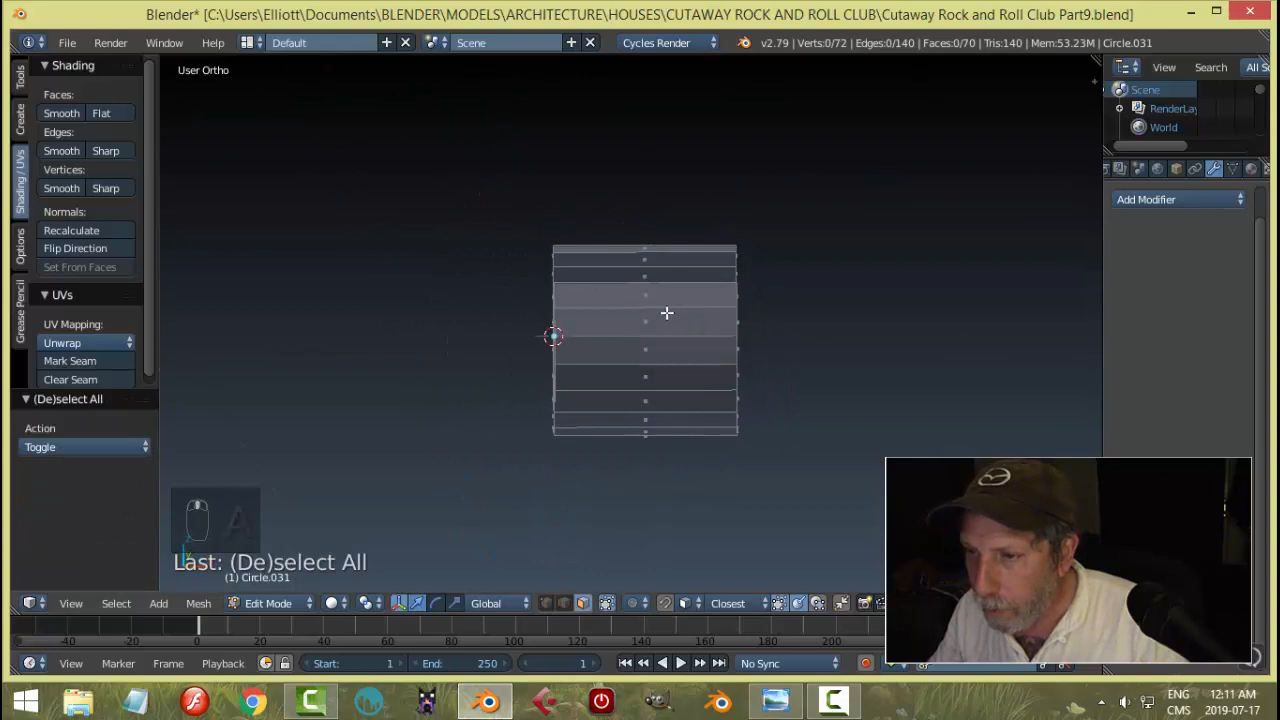 Blender* [C:\Users\Elliott\Documents\BLENDER\MODELS\ARCHITECTURE\HOUSES\CUTAWAY ROCK AND ROLL CLUB\Cutaway Rock and Roll Club Part9.blend]
File Render Window Help Default Scene Cycles Render v2.79 | Verts:0/72 | Edges:0/140 | Faces:0/70 | Tris:140 | Mem:53.23M | Circle.031
Tools
Create
Shading / UVs
Options
Grease Pencil
Shading
Faces:
Smooth Flat
Edges:
Smooth Sharp
Vertices:
Smooth Sharp
Normals:
Recalculate
Flip Direction
Set From Faces
UVs
UV Mapping:
Unwrap
Mark Seam
Clear Seam
(De)select All
Action
Toggle
User Ortho
A
Last: (De)select All
(1) Circle.031
View Search All Sc
Scene
RenderLay
World
Add Modifier
View Select Add Mesh Edit Mode Global Closest
-40 -20 0 20 40 60 80 100 120 140 160 180 200
View Marker Frame Playback Start: 1 End: 250 1 No Sync
ENG
CMS
12:11 AM
2019-07-17